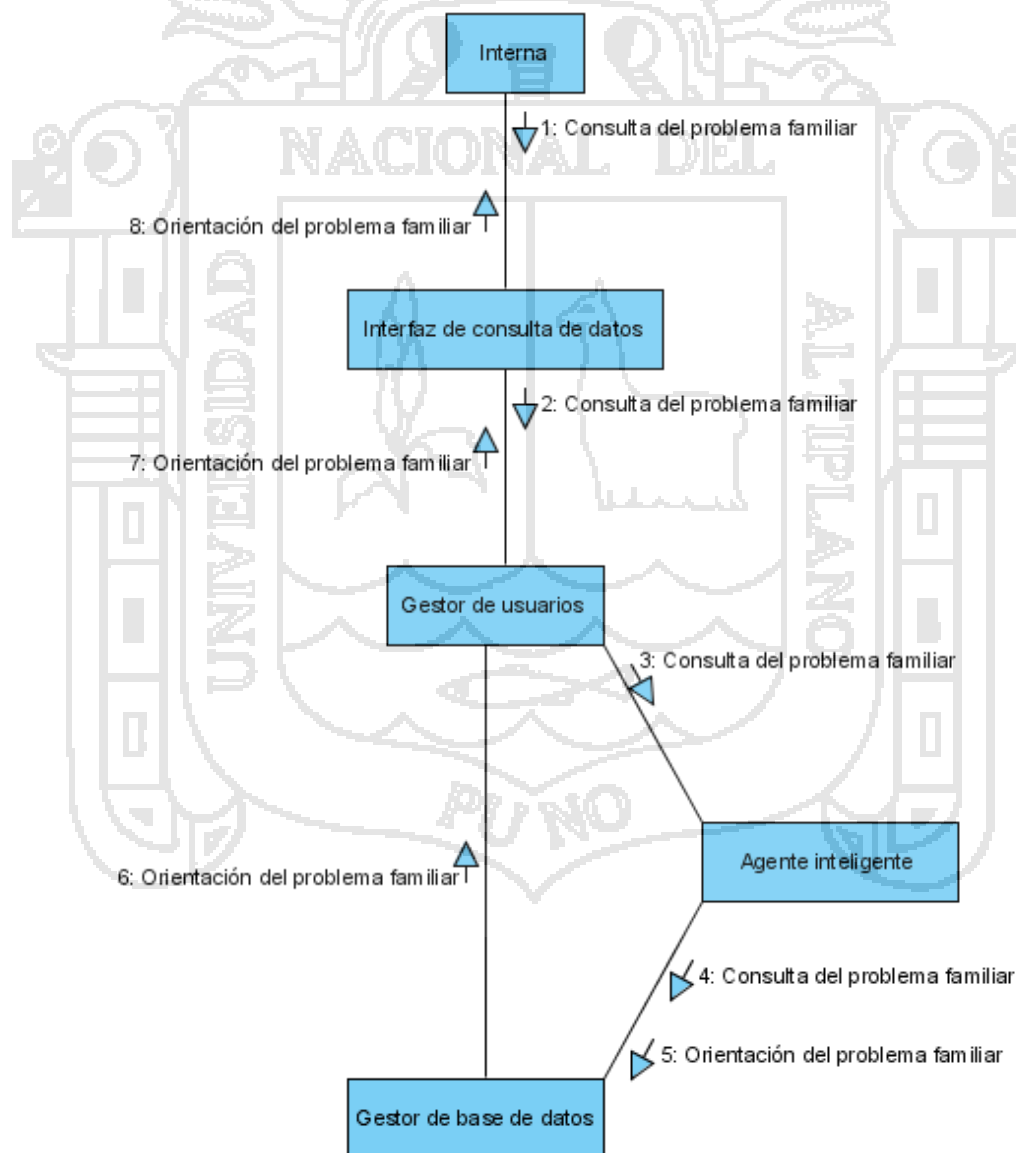 Interna
1: Consulta del problema familiar
NACIONAL DEL
8: Orientación del problema familiar
UNIVERSIDAD
ALTIPLANO
Interfaz de consulta de datos
2: Consulta del problema familiar
7: Orientación del problema familiar
Gestor de usuarios
3: Consulta del problema familiar
PUNO
Agente inteligente
6: Orientación del problema familiar
4: Consulta del problema familiar
5: Orientación del problema familiar
Gestor de base de datos